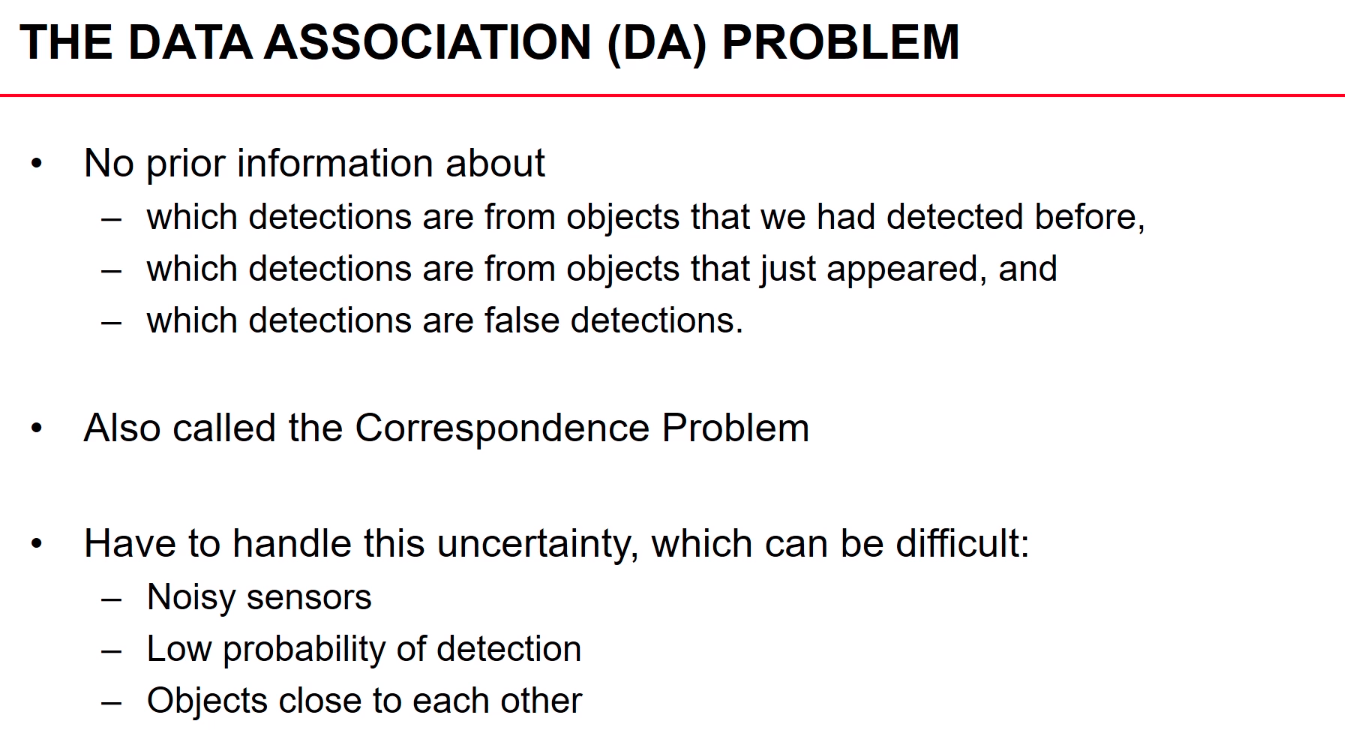 THE DATA ASSOCIATION (DA) PROBLEM
• No prior information about
– which detections are from objects that we had detected before,
– which detections are from objects that just appeared, and
– which detections are false detections.
• Also called the Correspondence Problem
• Have to handle this uncertainty, which can be difficult:
– Noisy sensors
– Low probability of detection
– Objects close to each other